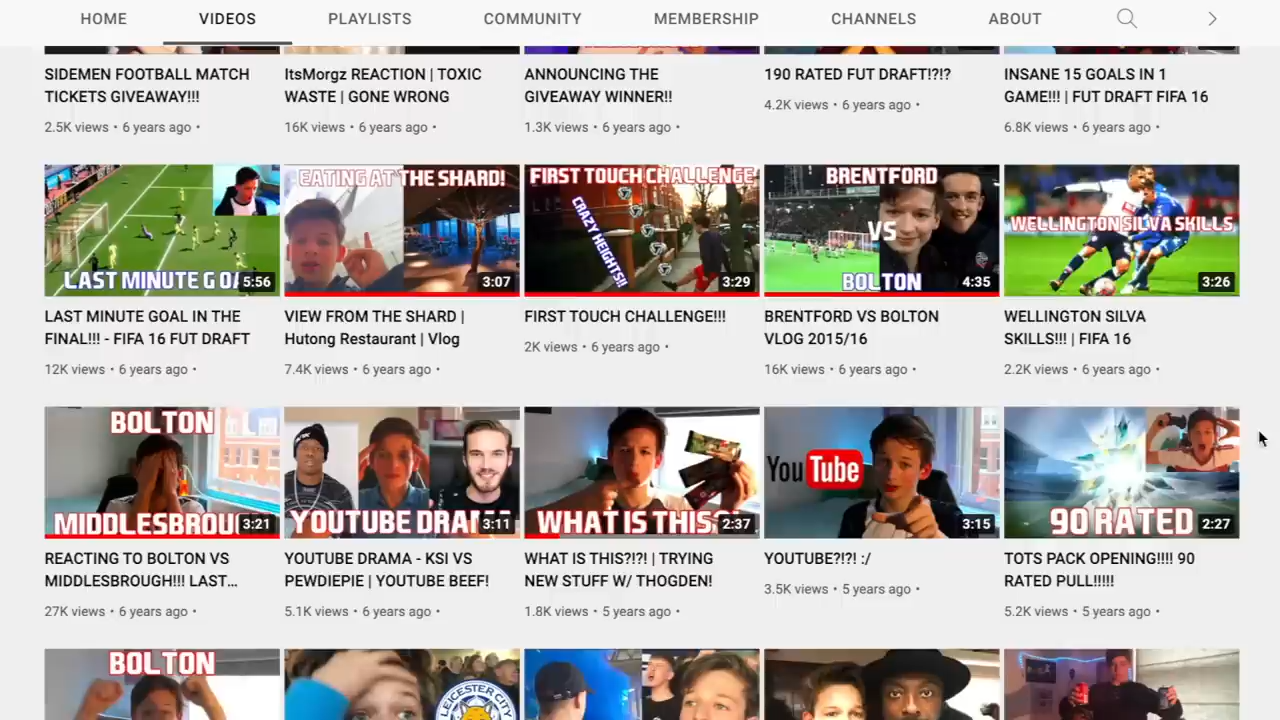 HOME VIDEOS PLAYLISTS COMMUNITY MEMBERSHIP CHANNELS ABOUT
SIDEMEN FOOTBALL MATCH
TICKETS GIVEAWAY!!!
2.5K views • 6 years ago •
ItsMorgz REACTION | TOXIC
WASTE | GONE WRONG
16K views • 6 years ago •
ANNOUNCING THE
GIVEAWAY WINNER!!
1.3K views • 6 years ago •
190 RATED FUT DRAFT!?!?
4.2K views • 6 years ago •
INSANE 15 GOALS IN 1
GAME!!! | FUT DRAFT FIFA 16
6.8K views • 6 years ago •
LAST MINUTE GOA
5:56
LAST MINUTE GOAL IN THE
FINAL!!! - FIFA 16 FUT DRAFT
12K views • 6 years ago •
EATING AT THE SHARD!
3:07
VIEW FROM THE SHARD |
Hutong Restaurant | Vlog
7.4K views • 6 years ago •
FIRST TOUCH CHALLENGE
CRAZY HEIGHTS!!
3:29
FIRST TOUCH CHALLENGE!!!
2K views • 6 years ago •
BRENTFORD
VS
BOLTON
4:35
BRENTFORD VS BOLTON
VLOG 2015/16
16K views • 6 years ago •
WELLINGTON SILVA SKILLS
3:26
WELLINGTON SILVA
SKILLS!!! | FIFA 16
2.2K views • 6 years ago •
BOLTON
MIDDLESBROU
3:21
REACTING TO BOLTON VS
MIDDLESBROUGH!!! LAST...
27K views • 6 years ago •
YOUTUBE DRAM
3:11
YOUTUBE DRAMA - KSI VS
PEWDIEPIE | YOUTUBE BEEF!
5.1K views • 6 years ago •
WHAT IS THIS?
2:37
WHAT IS THIS?!?! | TRYING
NEW STUFF W/ THOGDEN!
1.8K views • 5 years ago •
YouTube
3:15
YOUTUBE?!?! :/
3.5K views • 5 years ago •
90 RATED
2:27
TOTS PACK OPENING!!!! 90
RATED PULL!!!!!
5.2K views • 5 years ago •
BOLTON
LEICESTER CITY